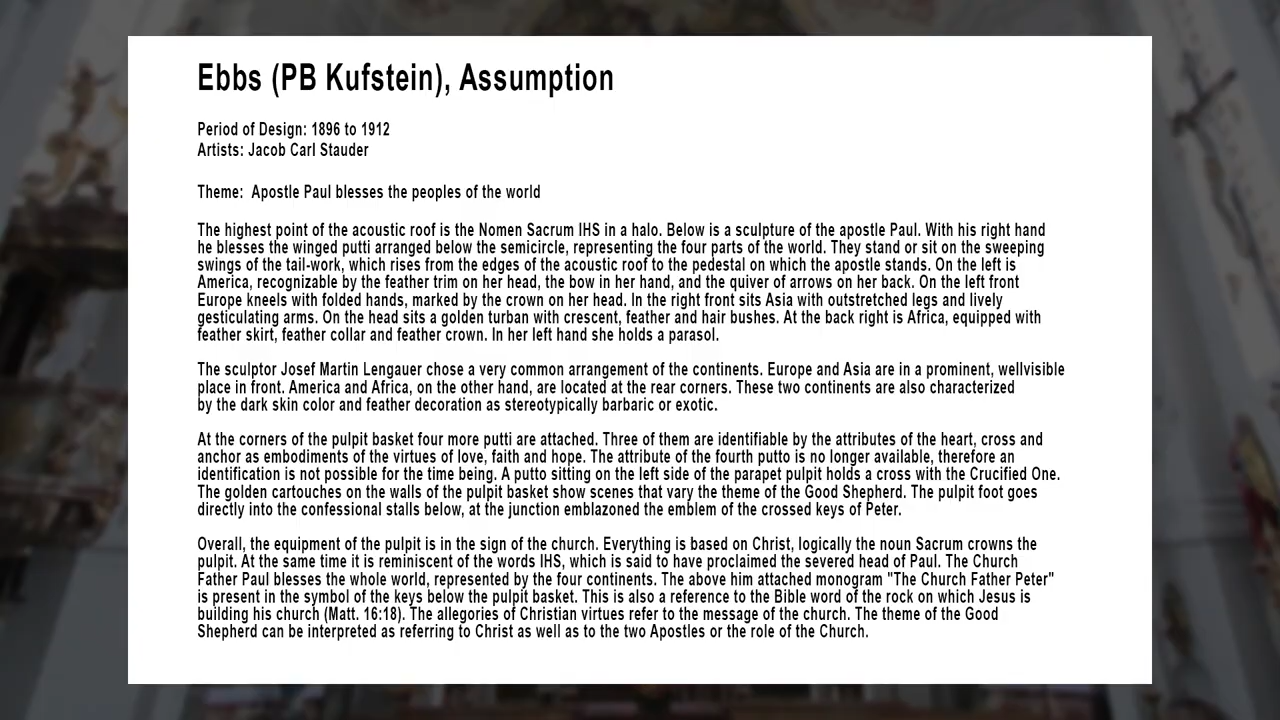 Ebbs (PB Kufstein), Assumption
Period of Design: 1896 to 1912
Artists: Jacob Carl Stauder
Theme:  Apostle Paul blesses the peoples of the world
The highest point of the acoustic roof is the Nomen Sacrum IHS in a halo. Below is a sculpture of the apostle Paul. With his right hand
he blesses the winged putti arranged below the semicircle, representing the four parts of the world. They stand or sit on the sweeping
swings of the tail-work, which rises from the edges of the acoustic roof to the pedestal on which the apostle stands. On the left is
America, recognizable by the feather trim on her head, the bow in her hand, and the quiver of arrows on her back. On the left front
Europe kneels with folded hands, marked by the crown on her head. In the right front sits Asia with outstretched legs and lively
gesticulating arms. On the head sits a golden turban with crescent, feather and hair bushes. At the back right is Africa, equipped with
feather skirt, feather collar and feather crown. In her left hand she holds a parasol.
The sculptor Josef Martin Lengauer chose a very common arrangement of the continents. Europe and Asia are in a prominent, wellvisible
place in front. America and Africa, on the other hand, are located at the rear corners. These two continents are also characterized
by the dark skin color and feather decoration as stereotypically barbaric or exotic.
At the corners of the pulpit basket four more putti are attached. Three of them are identifiable by the attributes of the heart, cross and
anchor as embodiments of the virtues of love, faith and hope. The attribute of the fourth putto is no longer available, therefore an
identification is not possible for the time being. A putto sitting on the left side of the parapet pulpit holds a cross with the Crucified One.
The golden cartouches on the walls of the pulpit basket show scenes that vary the theme of the Good Shepherd. The pulpit foot goes
directly into the confessional stalls below, at the junction emblazoned the emblem of the crossed keys of Peter.
Overall, the equipment of the pulpit is in the sign of the church. Everything is based on Christ, logically the noun Sacrum crowns the
pulpit. At the same time it is reminiscent of the words IHS, which is said to have proclaimed the severed head of Paul. The Church
Father Paul blesses the whole world, represented by the four continents. The above him attached monogram "The Church Father Peter"
is present in the symbol of the keys below the pulpit basket. This is also a reference to the Bible word of the rock on which Jesus is
building his church (Matt. 16:18). The allegories of Christian virtues refer to the message of the church. The theme of the Good
Shepherd can be interpreted as referring to Christ as well as to the two Apostles or the role of the Church.